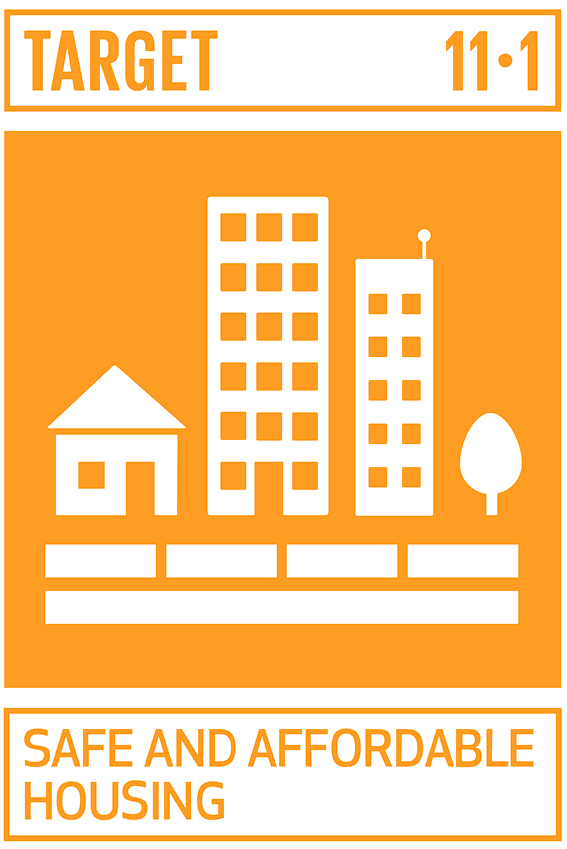 TARGET 11·1
SAFE AND AFFORDABLE
HOUSING